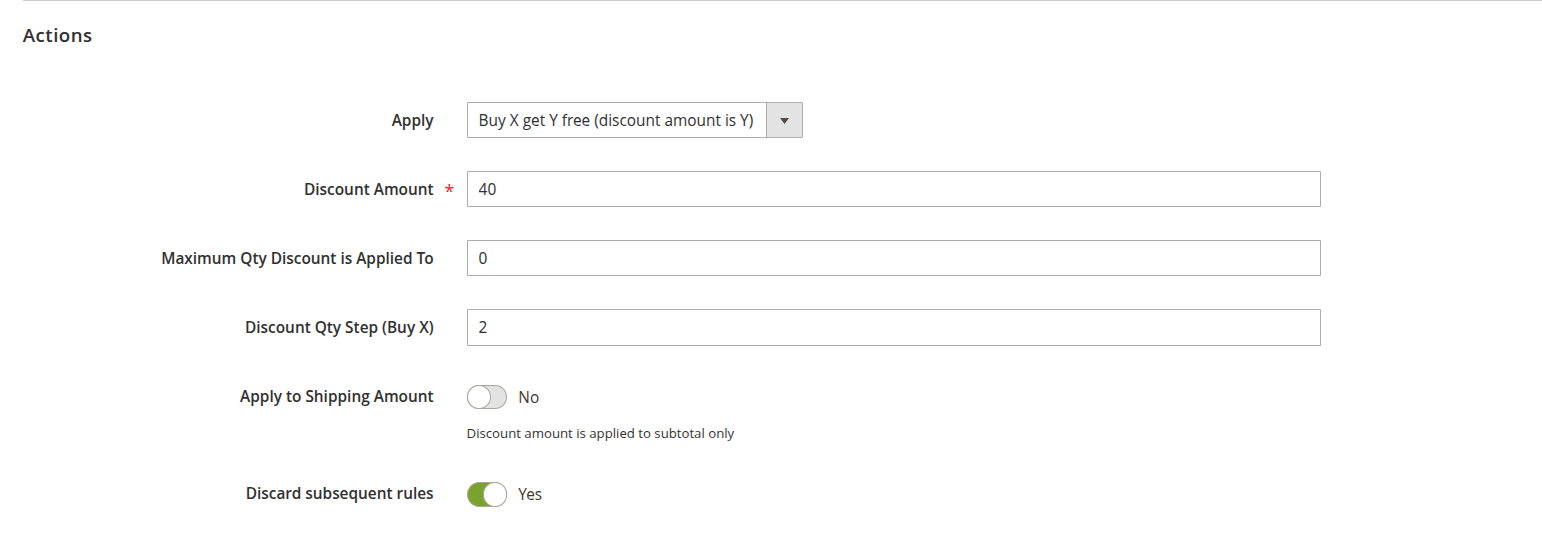 Actions
Apply Buy X get Y free (discount amount is Y)
Discount Amount * 40
Maximum Qty Discount is Applied To 0
Discount Qty Step (Buy X) 2
Apply to Shipping Amount No
Discount amount is applied to subtotal only
Discard subsequent rules Yes